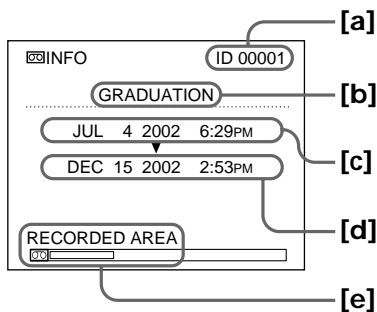 [a]
INFO ID 00001
GRADUATION [b]
JUL 4 2002 6:29PM
[c]
DEC 15 2002 2:53PM
[d]
RECORDED AREA
[e]